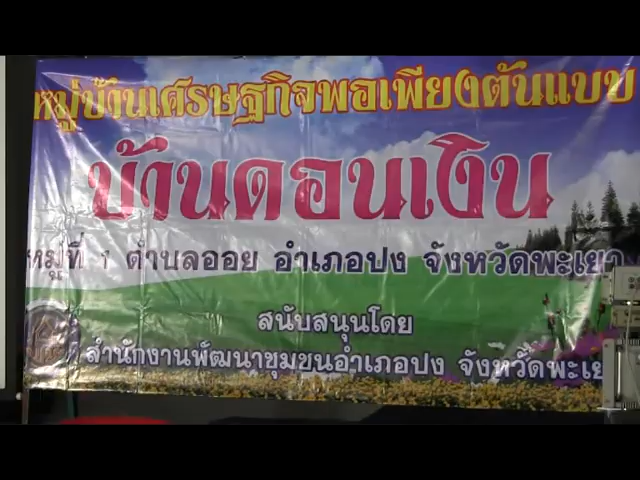 หมู่บ้านเศรษฐกิจพอเพียงต้นแบบ
บ้านดอนเงิน
หมู่ที่ 1 ตำบลออย อำเภอปง จังหวัดพะเยา
สนับสนุนโดย
สำนักงานพัฒนาชุมชนอำเภอปง จังหวัดพะเยา